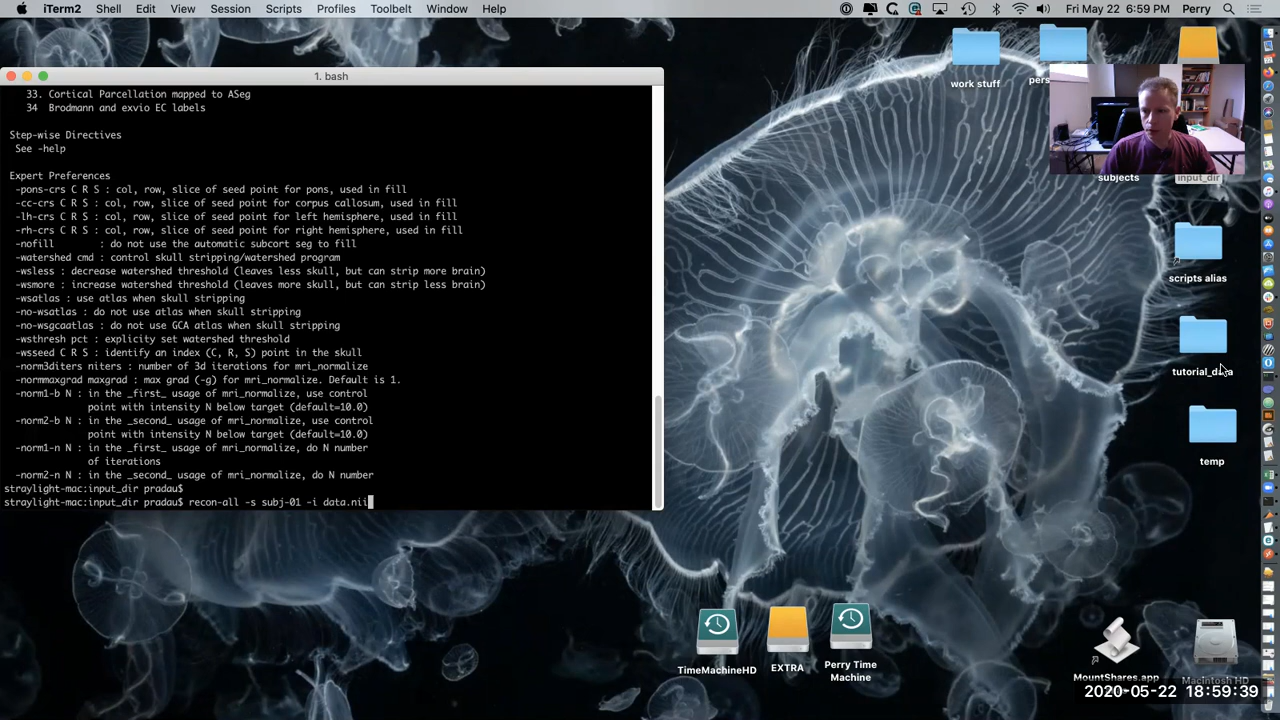 iTerm2 Shell Edit View Session Scripts Profiles Toolbelt Window Help
Fri May 22 6:59 PM Perry
1. bash
33. Cortical Parcellation mapped to ASeg
34 Brodmann and exvio EC labels
Step-wise Directives
See -help
Expert Preferences
-pons-crs C R S : col, row, slice of seed point for pons, used in fill
-cc-crs C R S : col, row, slice of seed point for corpus callosum, used in fill
-lh-crs C R S : col, row, slice of seed point for left hemisphere, used in fill
-rh-crs C R S : col, row, slice of seed point for right hemisphere, used in fill
-nofill : do not use the automatic subcort seg to fill
-watershed cmd : control skull stripping/watershed program
-wsless : decrease watershed threshold (leaves less skull, but can strip more brain)
-wsmore : increase watershed threshold (leaves more skull, but can strip less brain)
-wsatlas : use atlas when skull stripping
-no-wsatlas : do not use atlas when skull stripping
-no-wsgcaatlas : do not use GCA atlas when skull stripping
-wsthresh pct : explicity set watershed threshold
-wsseed C R S : identify an index (C, R, S) point in the skull
-norm3diters niters : number of 3d iterations for mri_normalize
-normmaxgrad maxgrad : max grad (-g) for mri_normalize. Default is 1.
-norm1-b N : in the _first_ usage of mri_normalize, use control
point with intensity N below target (default=10.0)
-norm2-b N : in the _second_ usage of mri_normalize, use control
point with intensity N below target (default=10.0)
-norm1-n N : in the _first_ usage of mri_normalize, do N number
of iterations
-norm2-n N : in the _second_ usage of mri_normalize, do N number
straylight-mac:input_dir pradau$
straylight-mac:input_dir pradau$ recon-all -s subj-01 -i data.nii
work stuff
subjects
input_dir
scripts alias
tutorial_data
temp
TimeMachineHD
EXTRA
Perry Time
Machine
MountShares.app
Macintosh HD
2020-05-22 18:59:39